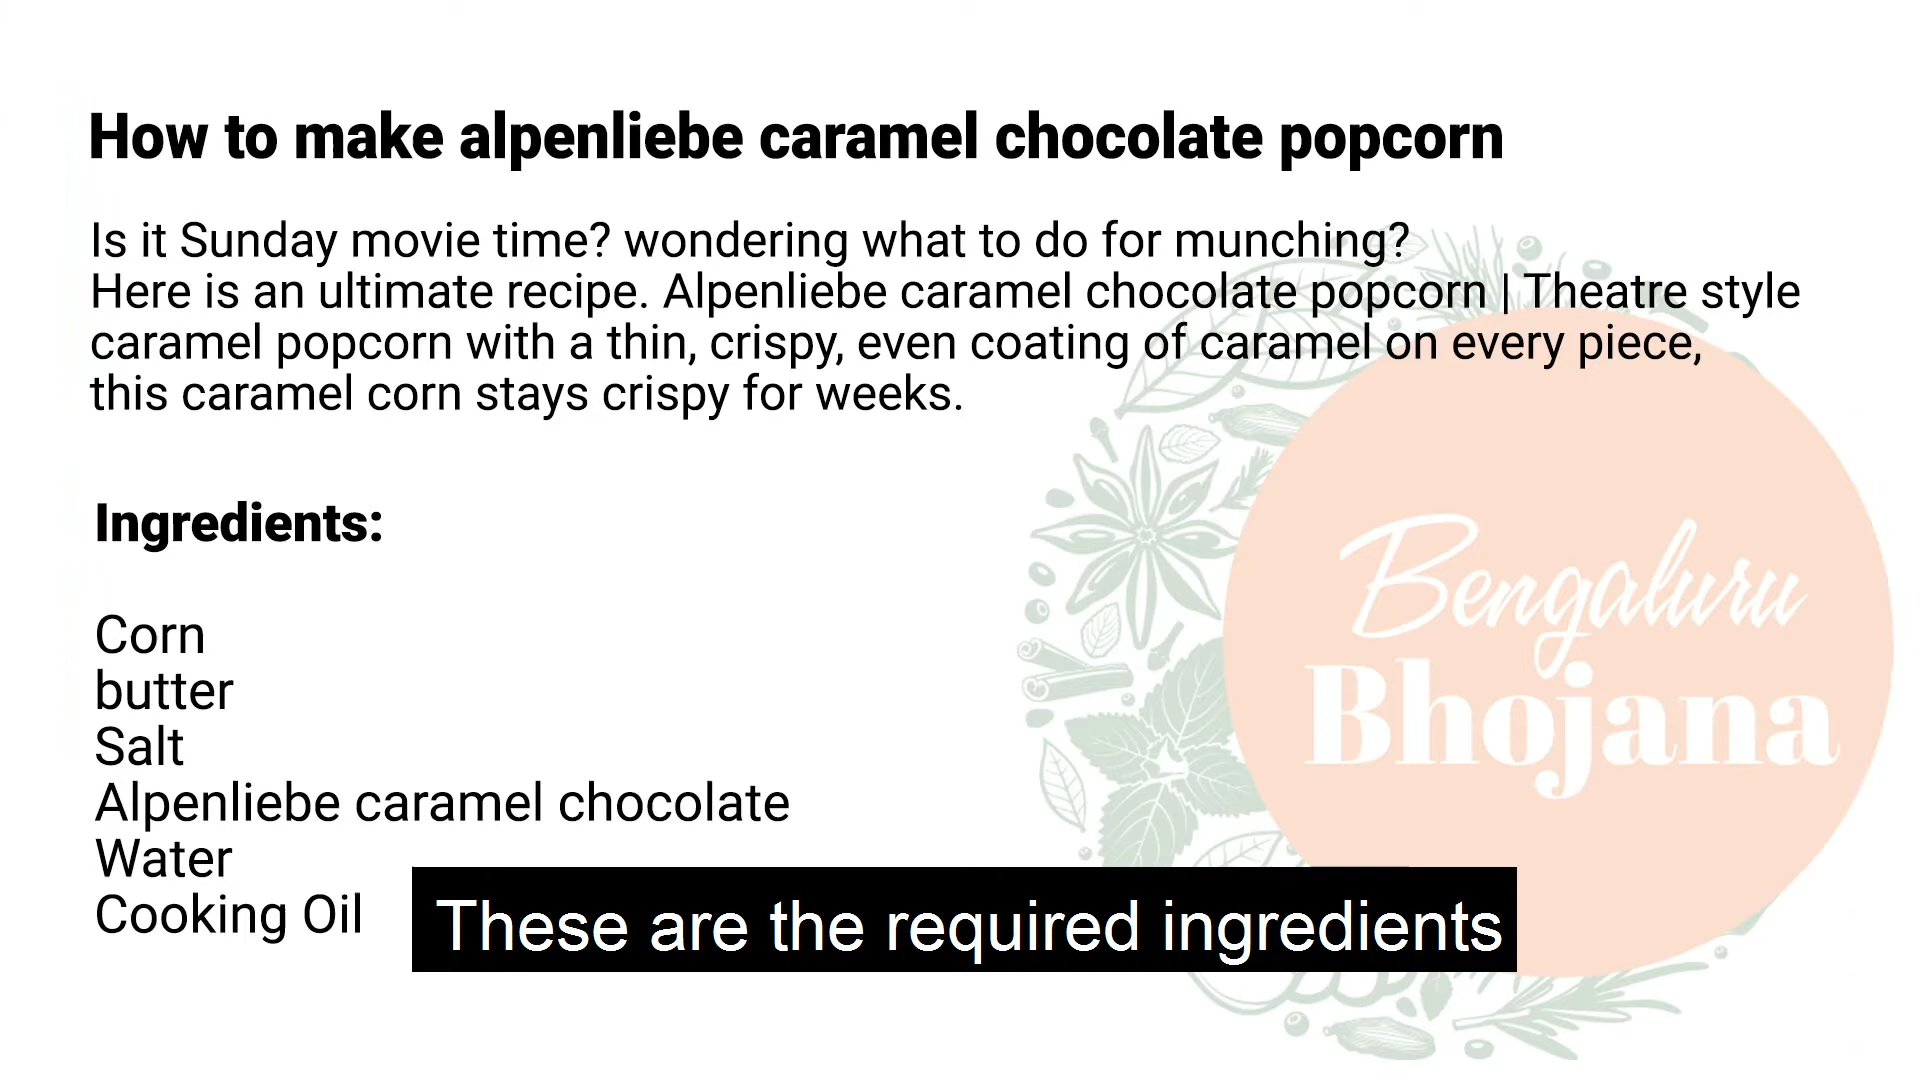 How to make alpenliebe caramel chocolate popcorn
Is it Sunday movie time? wondering what to do for munching?
Here is an ultimate recipe. Alpenliebe caramel chocolate popcorn | Theatre style
caramel popcorn with a thin, crispy, even coating of caramel on every piece,
this caramel corn stays crispy for weeks.
Ingredients:
Corn
butter
Salt
Alpenliebe caramel chocolate
Water
Cooking Oil
Bengaluru
Bhojana
These are the required ingredients